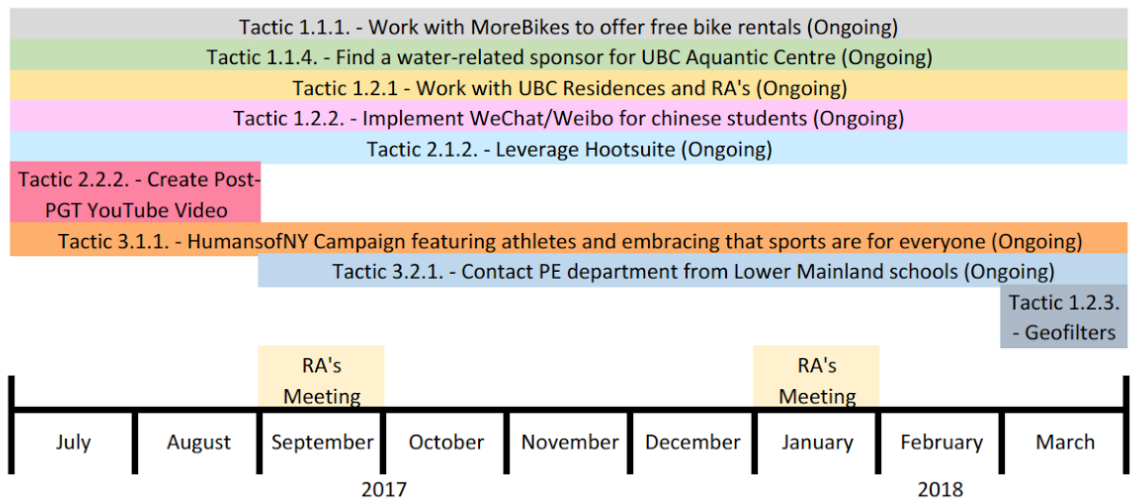 Tactic 1.1.1. - Work with MoreBikes to offer free bike rentals (Ongoing)
Tactic 1.1.4. - Find a water-related sponsor for UBC Aquantic Centre (Ongoing)
Tactic 1.2.1 - Work with UBC Residences and RA's (Ongoing)
Tactic 1.2.2. - Implement WeChat/Weibo for chinese students (Ongoing)
Tactic 2.1.2. - Leverage Hootsuite (Ongoing)
Tactic 2.2.2. - Create Post-
PGT YouTube Video
Tactic 3.1.1. - HumansofNY Campaign featuring athletes and embracing that sports are for everyone (Ongoing)
Tactic 3.2.1. - Contact PE department from Lower Mainland schools (Ongoing)
Tactic 1.2.3.
- Geofilters
RA's
Meeting
RA's
Meeting
July August September October November December January February March
2017 2018